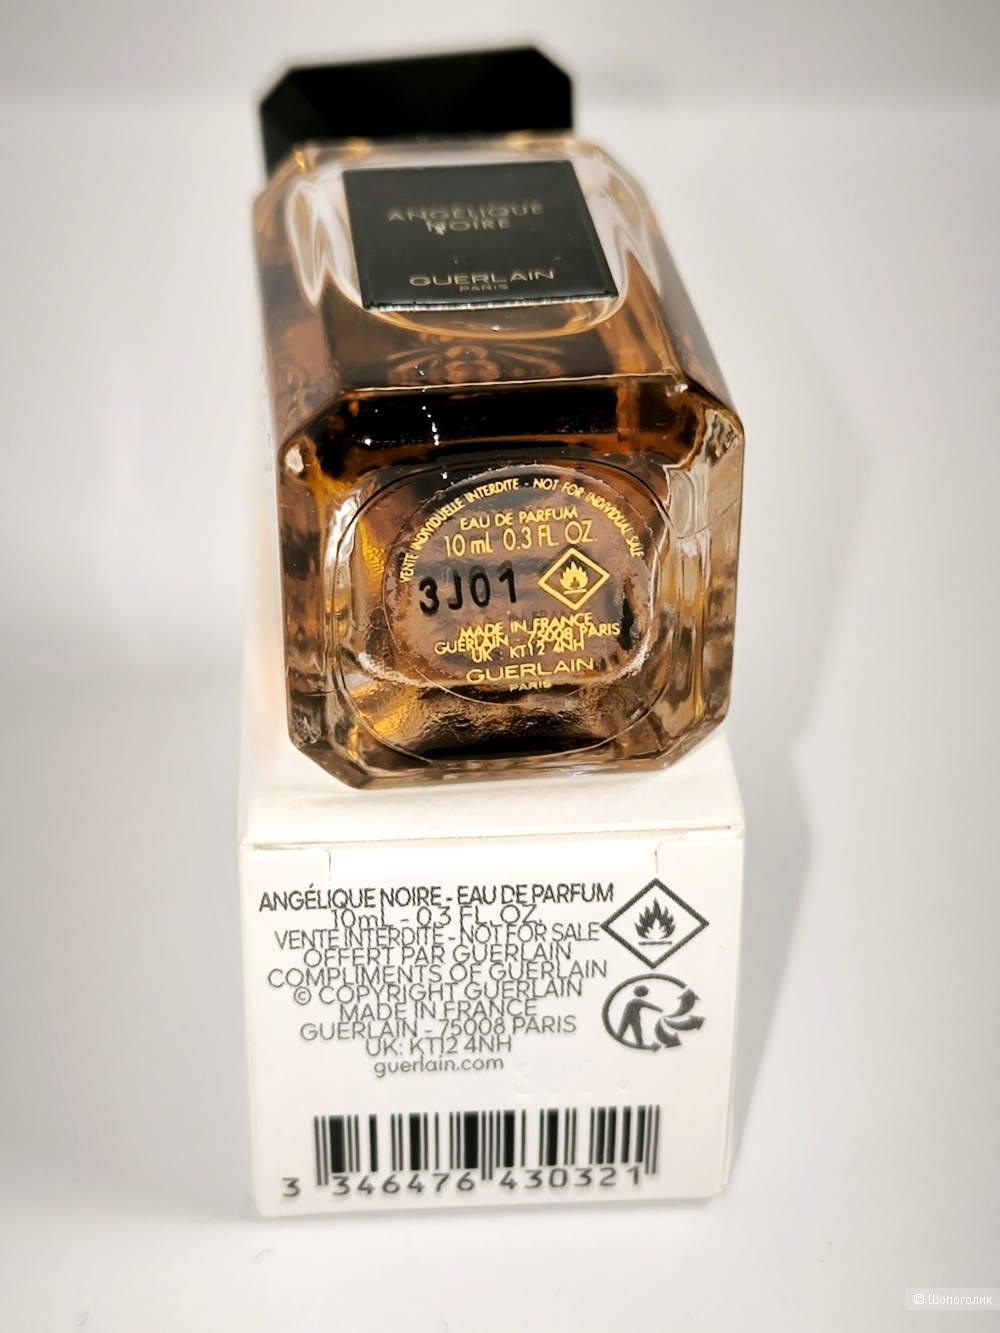 ANGÉLIQUE
NOIRE
GUERLAIN
PARIS
VENTE INDIVIDUELLE INTERDITE - NOT FOR INDIVIDUAL SALE
EAU DE PARFUM
10 mL 0.3 FL. OZ.
3J01
MADE IN FRANCE
GUERLAIN - 75008 PARIS
UK : KT12 4NH
GUERLAIN
PARIS
ANGÉLIQUE NOIRE - EAU DE PARFUM
10 mL - 0.3 FL. OZ.
VENTE INTERDITE - NOT FOR SALE
OFFERT PAR GUERLAIN
COMPLIMENTS OF GUERLAIN
© COPYRIGHT GUERLAIN
MADE IN FRANCE
GUERLAIN - 75008 PARIS
UK: KT12 4NH
guerlain.com
3J01
3 346476 430321
© Шопоголик